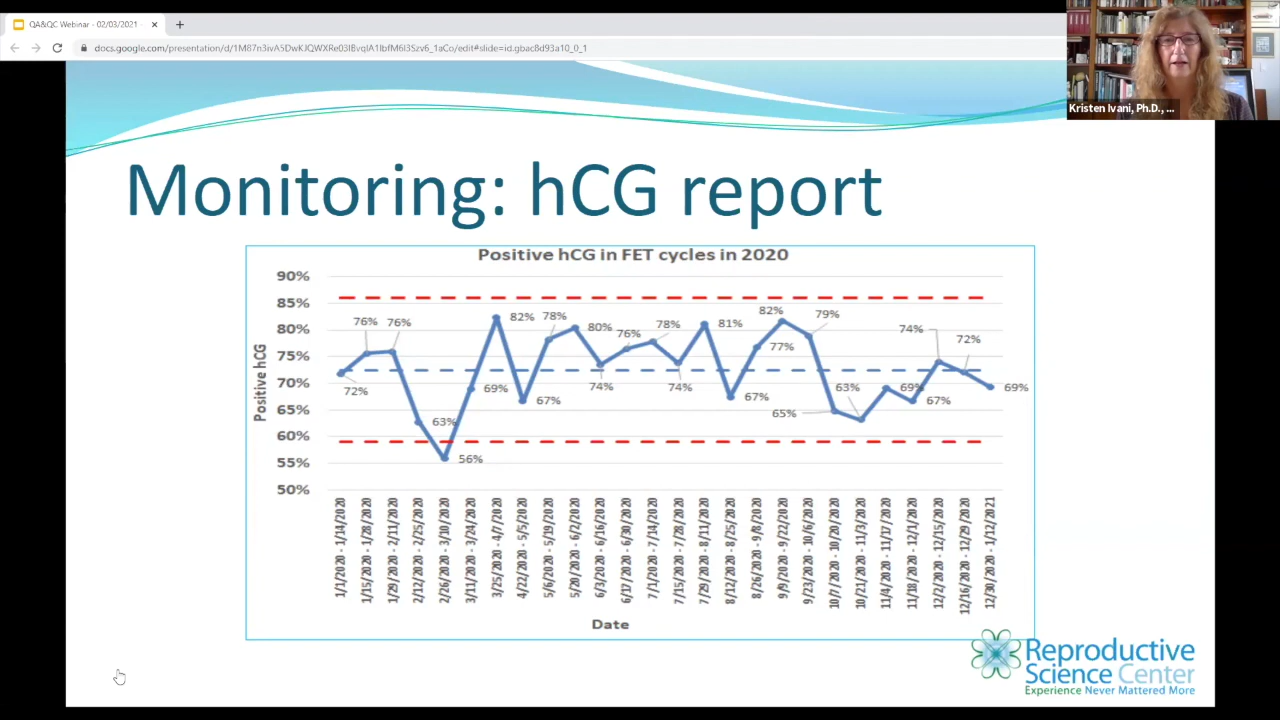 QA&QC Webinar - 02/03/2021 -
docs.google.com/presentation/d/1M87n3ivA5DwKJQWXRe03IBvqIA1IbfM6I3Szv6_1aCo/edit#slide=id.gbac8d93a10_0_1
Kristen Ivani, Ph.D., ...
Monitoring: hCG report
Positive hCG in FET cycles in 2020
90%
85%
80%
75%
70%
65%
60%
55%
50%
Positive hCG
72%
76%
76%
63%
56%
69%
82%
67%
78%
80%
74%
76%
78%
74%
81%
67%
77%
82%
79%
65%
63%
69%
67%
74%
72%
69%
1/1/2020 - 1/14/2020
1/15/2020 - 1/28/2020
1/29/2020 - 2/11/2020
2/12/2020 - 2/25/2020
2/26/2020 - 3/10/2020
3/11/2020 - 3/24/2020
3/25/2020 - 4/7/2020
4/22/2020 - 5/5/2020
5/6/2020 - 5/19/2020
5/20/2020 - 6/2/2020
6/3/2020 - 6/16/2020
6/17/2020 - 6/30/2020
7/1/2020 - 7/14/2020
7/15/2020 - 7/28/2020
7/29/2020 - 8/11/2020
8/12/2020 - 8/25/2020
8/26/2020 - 9/8/2020
9/9/2020 - 9/22/2020
9/23/2020 - 10/6/2020
10/7/2020 - 10/20/2020
10/21/2020 - 11/3/2020
11/4/2020 - 11/17/2020
11/18/2020 - 12/1/2020
12/2/2020 - 12/15/2020
12/16/2020 - 12/29/2020
12/30/2020 - 1/12/2021
Date
Reproductive
Science Center
Experience Never Mattered More